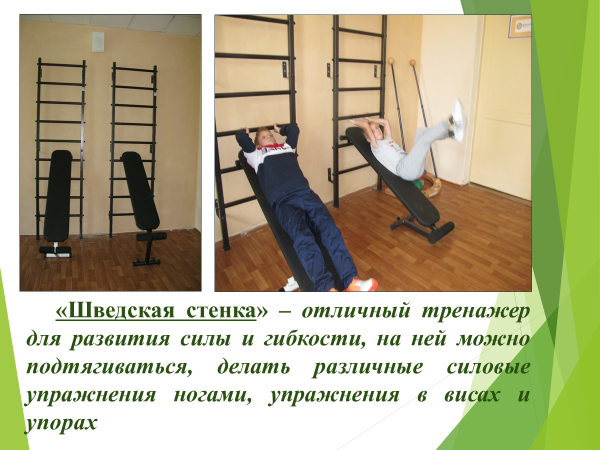 «Шведская стенка» – отличный тренажер
для развития силы и гибкости, на ней можно
подтягиваться, делать различные силовые
упражнения ногами, упражнения в висах и
упорах